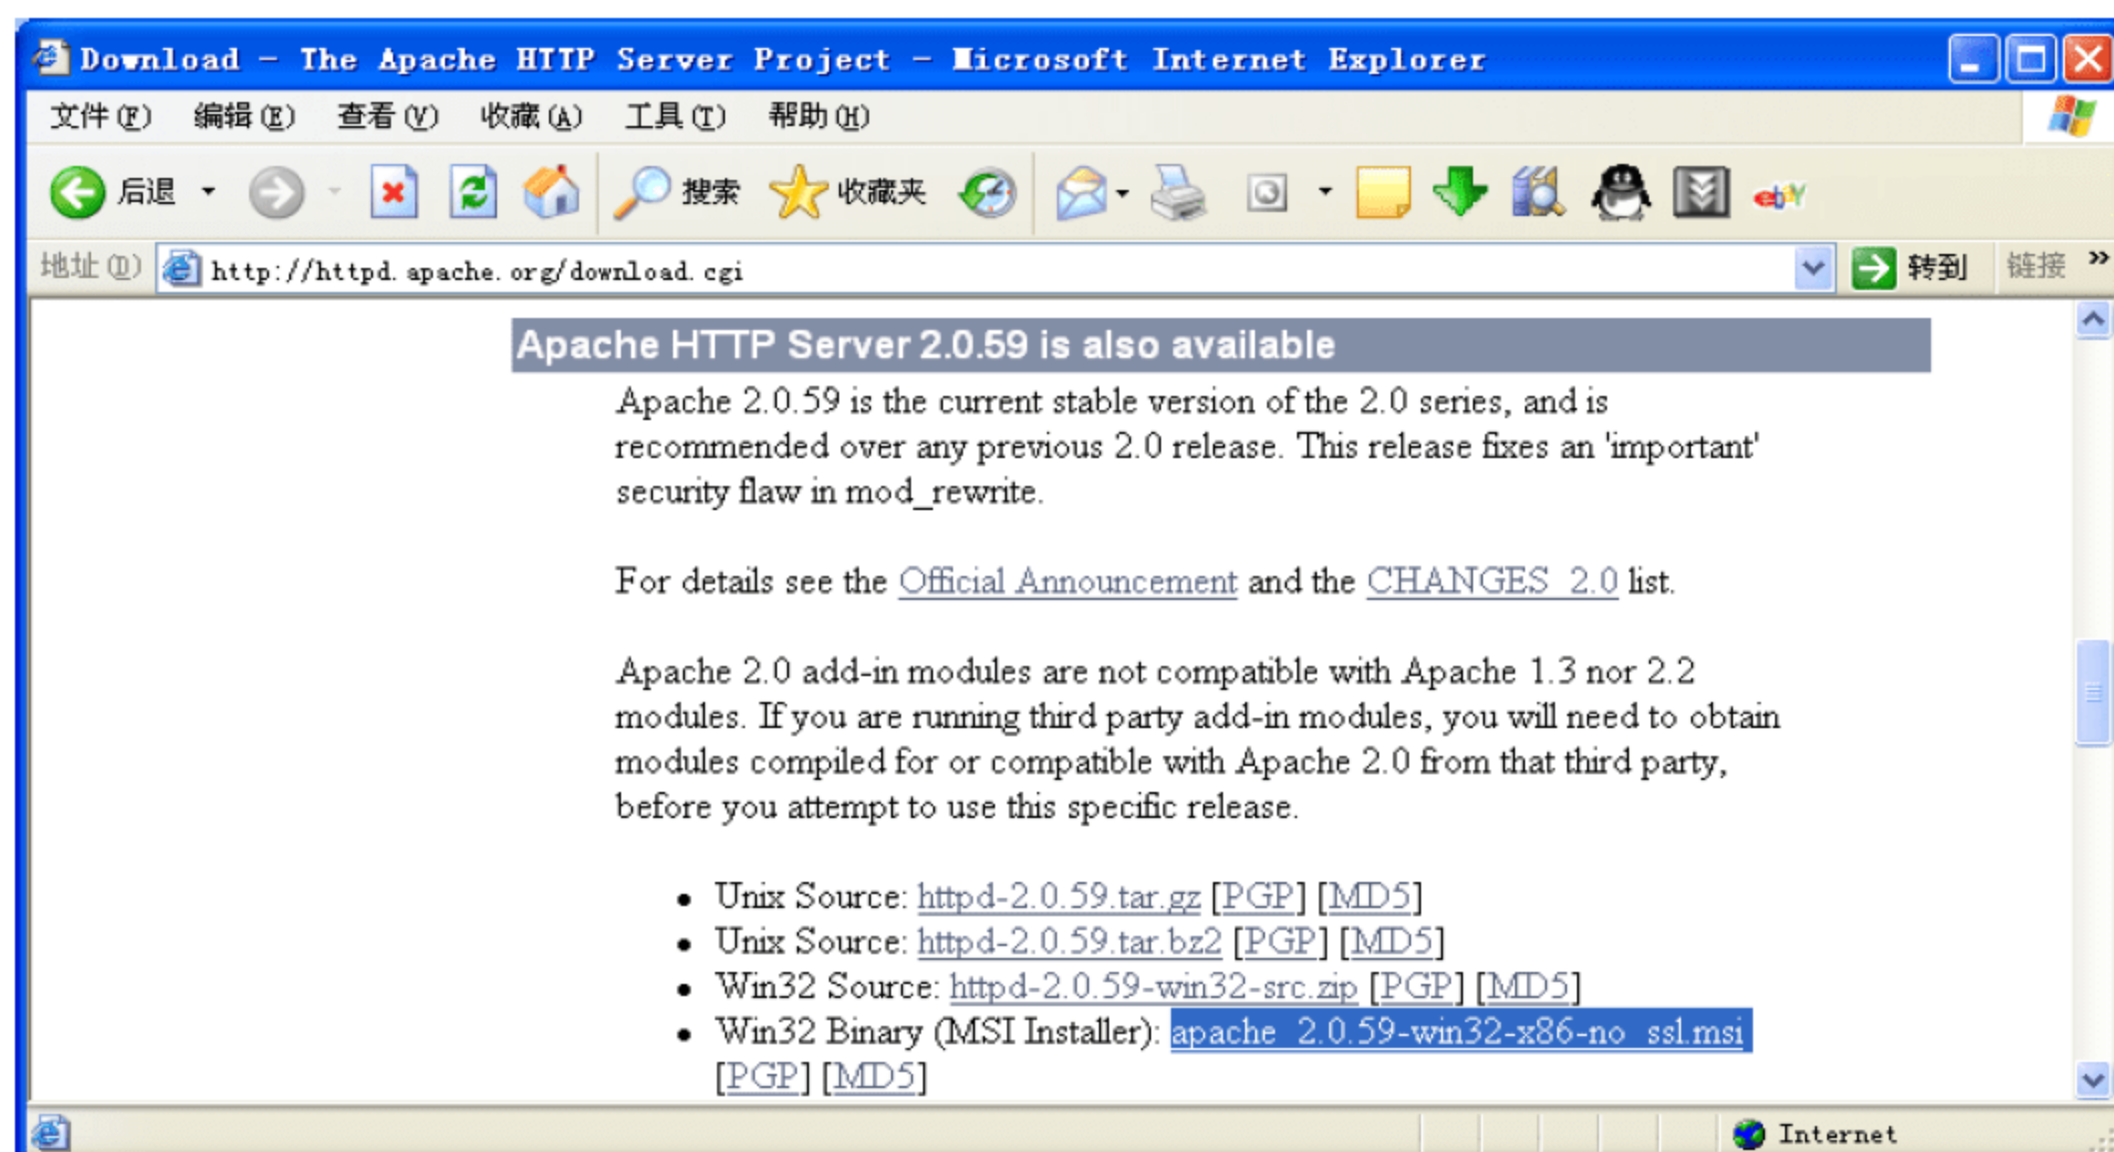 Download - The Apache HTTP Server Project - Microsoft Internet Explorer
文件(F) 编辑(E) 查看(V) 收藏(A) 工具(T) 帮助(H)
后退 搜索 收藏夹 ebY
地址(D) http://httpd.apache.org/download.cgi 转到 链接 »
Apache HTTP Server 2.0.59 is also available
Apache 2.0.59 is the current stable version of the 2.0 series, and is
recommended over any previous 2.0 release. This release fixes an 'important'
security flaw in mod_rewrite.
For details see the Official Announcement and the CHANGES_2.0 list.
Apache 2.0 add-in modules are not compatible with Apache 1.3 nor 2.2
modules. If you are running third party add-in modules, you will need to obtain
modules compiled for or compatible with Apache 2.0 from that third party,
before you attempt to use this specific release.
• Unix Source: httpd-2.0.59.tar.gz [PGP] [MD5]
• Unix Source: httpd-2.0.59.tar.bz2 [PGP] [MD5]
• Win32 Source: httpd-2.0.59-win32-src.zip [PGP] [MD5]
• Win32 Binary (MSI Installer): apache_2.0.59-win32-x86-no_ssl.msi
[PGP] [MD5]
Internet